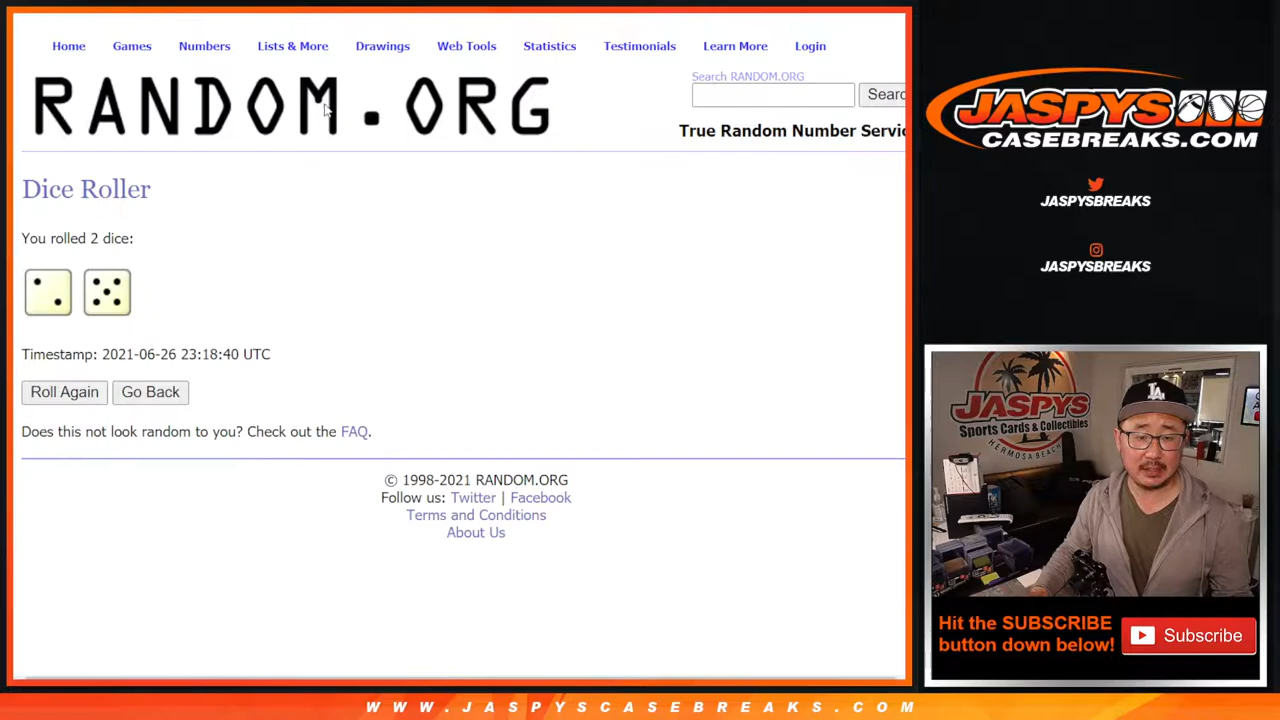 Home Games Numbers Lists & More Drawings Web Tools Statistics Testimonials Learn More Login
RANDOM.ORG
Search RANDOM.ORG
Searc
True Random Number Servic
Dice Roller
You rolled 2 dice:
Timestamp: 2021-06-26 23:18:40 UTC
Roll Again Go Back
Does this not look random to you? Check out the FAQ.
© 1998-2021 RANDOM.ORG
Follow us: Twitter | Facebook
Terms and Conditions
About Us
JASPYS
CASEBREAKS.COM
JASPYSBREAKS
JASPYSBREAKS
JASPYS
Sports Cards & Collectibles
HERMOSA BEACH
LA
Hit the SUBSCRIBE
button down below!
Subscribe
WWW.JASPYSCASEBREAKS.COM